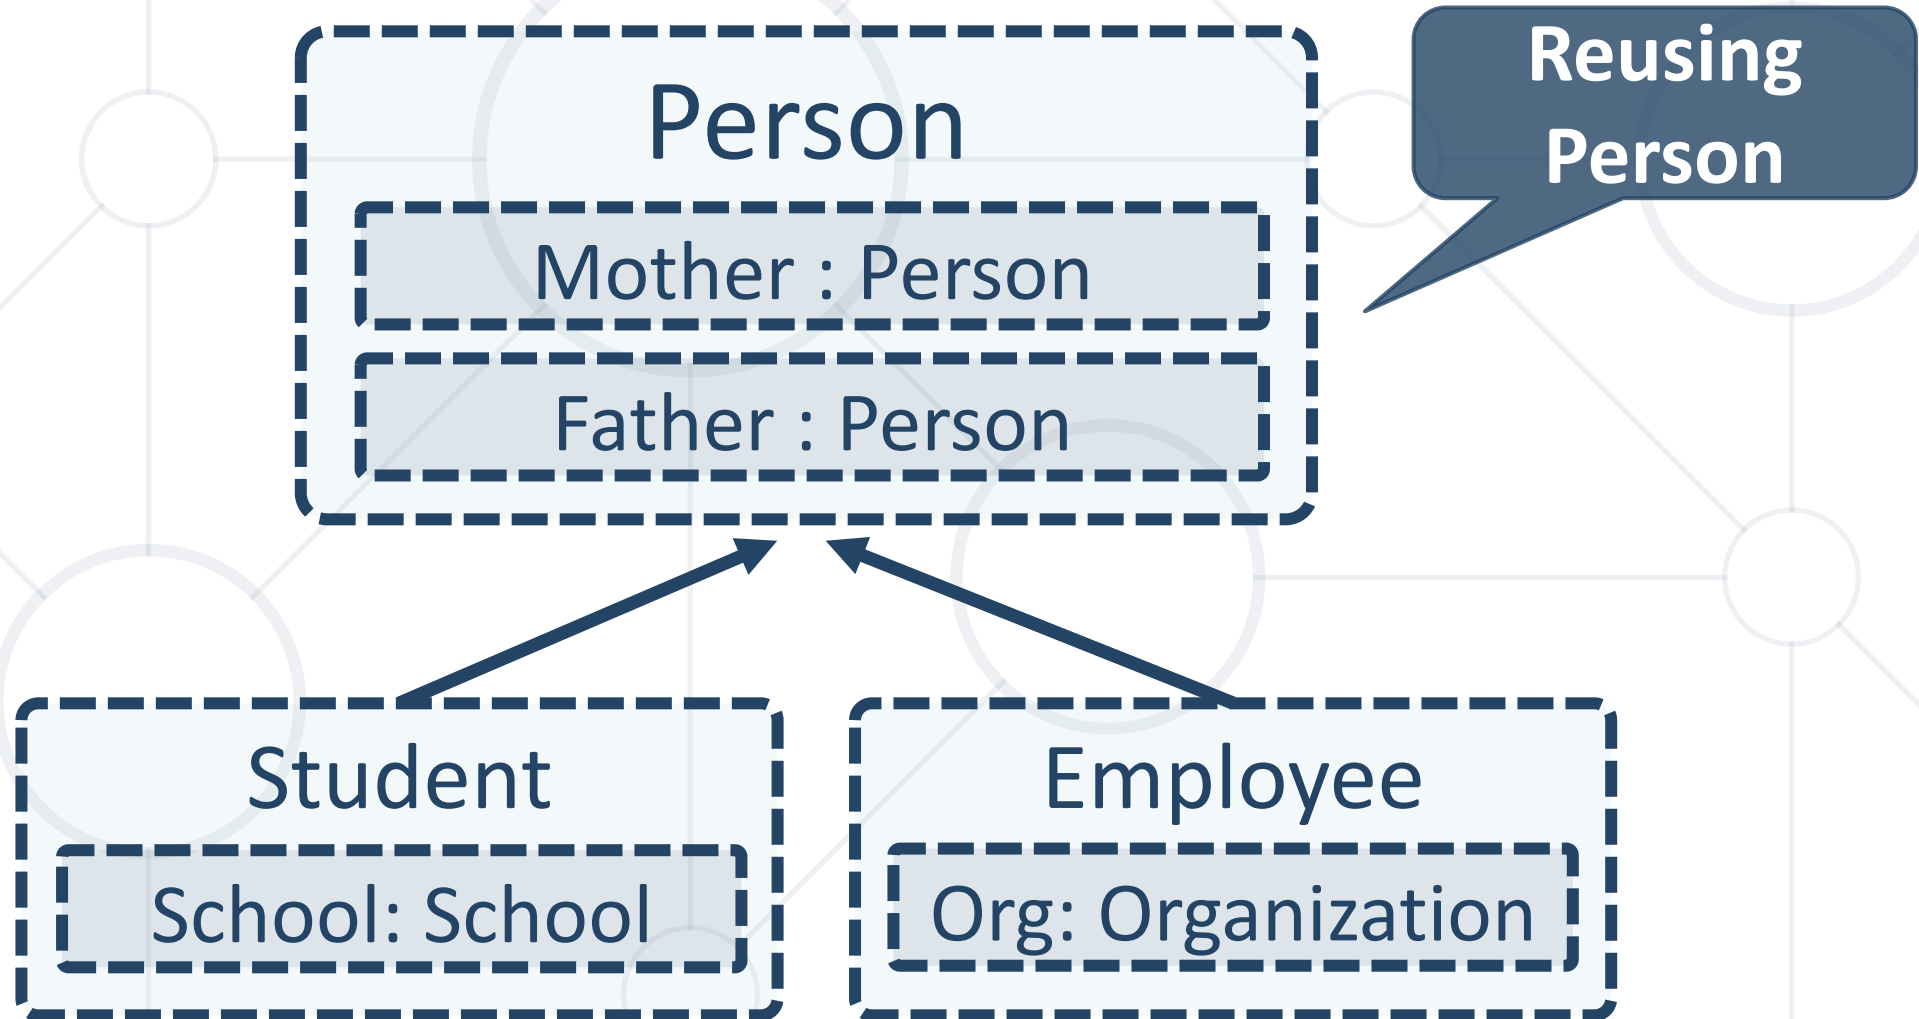 Person
Mother : Person
Father : Person
Reusing
Person
Student
School: School
Employee
Org: Organization